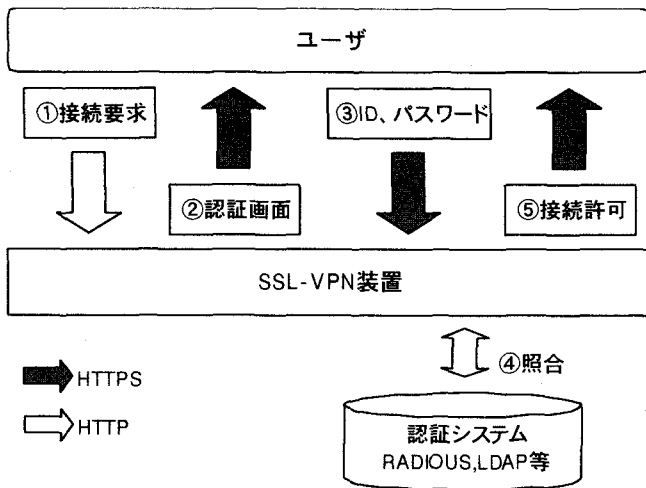 ユーザ
①接続要求
③ID、パスワード
②認証画面
⑤接続許可
SSL-VPN装置
④照合
HTTPS
HTTP
認証システム
RADIOUS,LDAP等